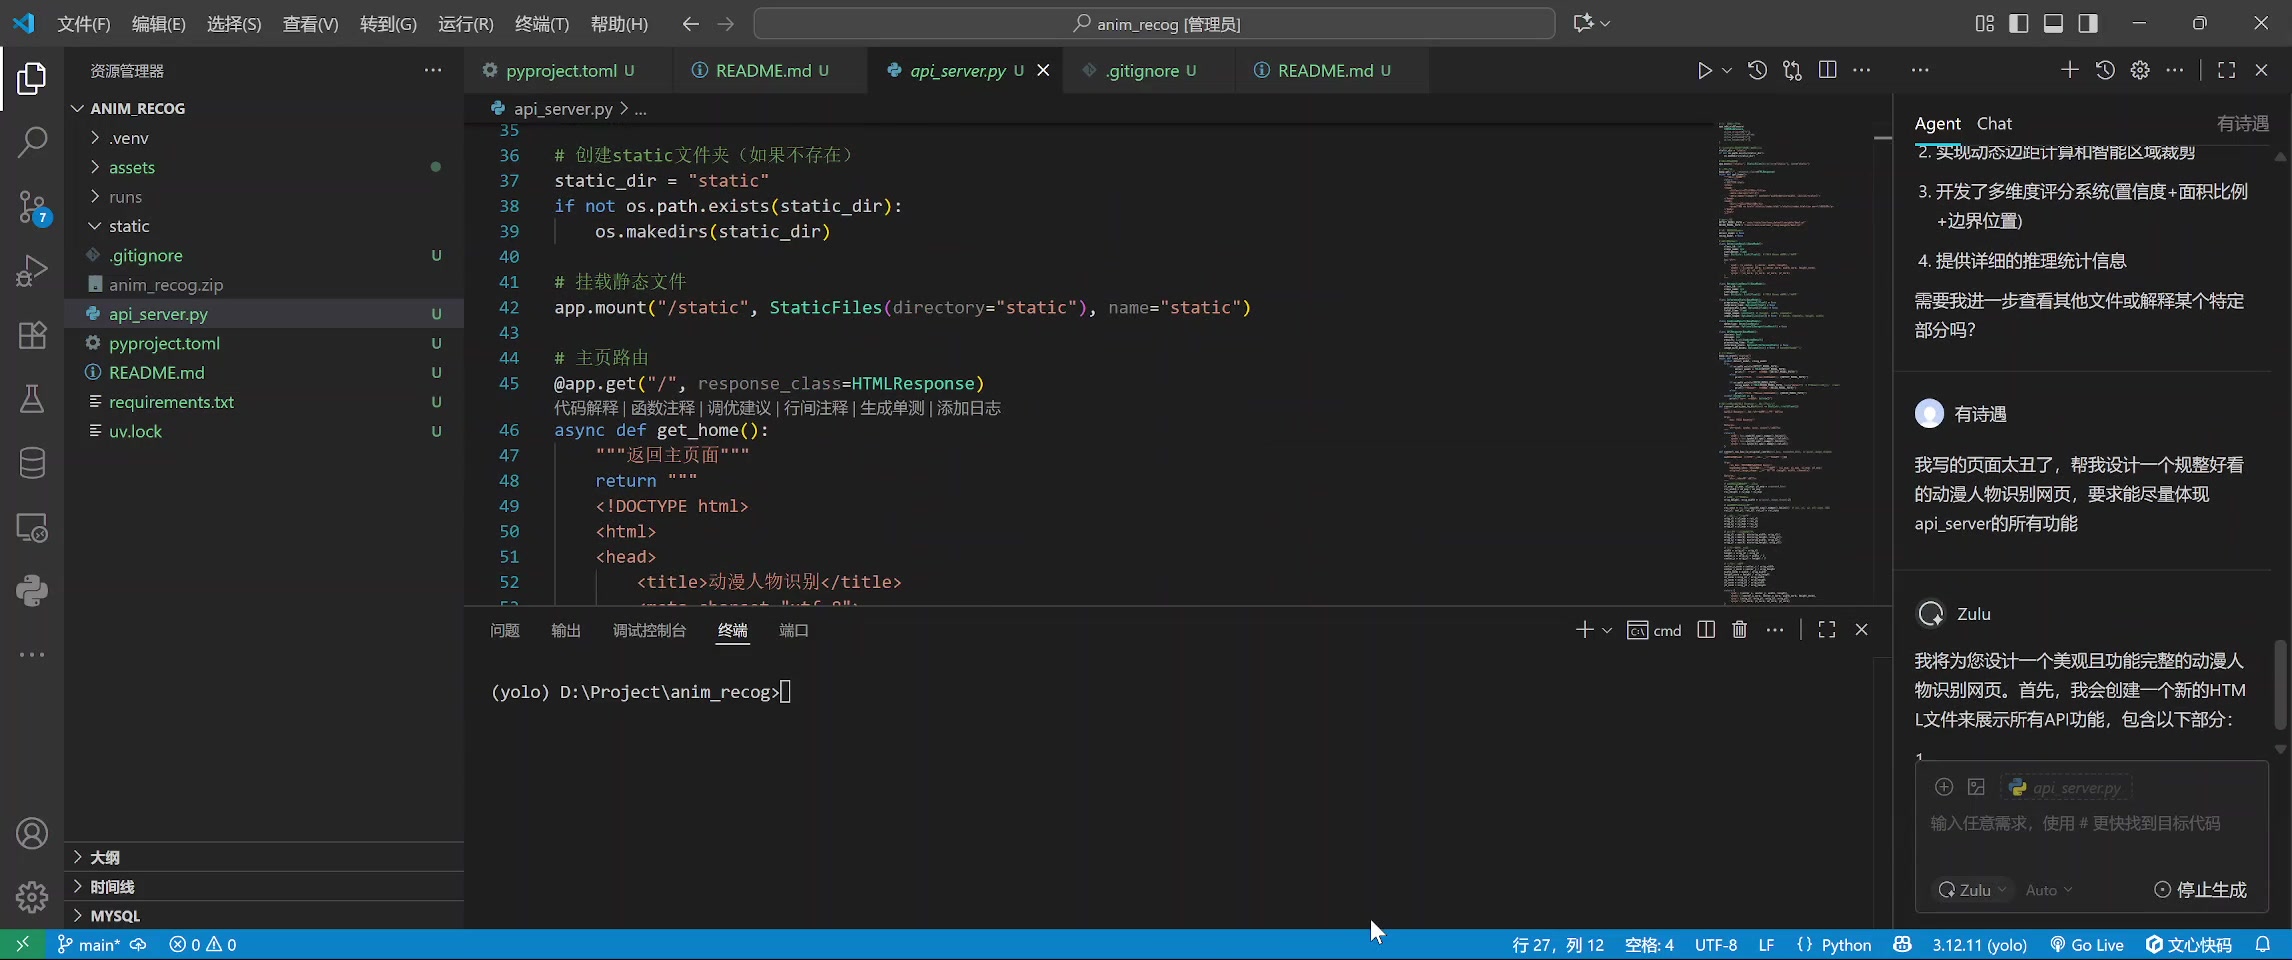 文件(F) 编辑(E) 选择(S) 查看(V) 转到(G) 运行(R) 终端(T) 帮助(H)
anim_recog [管理员]
资源管理器
ANIM_RECOG
.venv
assets
runs
static
.gitignore U
anim_recog.zip
api_server.py U
pyproject.toml U
README.md U
requirements.txt U
uv.lock U
大纲
时间线
MYSQL
7
pyproject.toml U
README.md U
api_server.py U
.gitignore U
README.md U
api_server.py > ...
35
36 # 创建static文件夹（如果不存在）
37 static_dir = "static"
38 if not os.path.exists(static_dir):
39 os.makedirs(static_dir)
40
41 # 挂载静态文件
42 app.mount("/static", StaticFiles(directory="static"), name="static")
43
44 # 主页路由
45 @app.get("/", response_class=HTMLResponse)
代码解释 | 函数注释 | 调优建议 | 行间注释 | 生成单测 | 添加日志
46 async def get_home():
47 """返回主页面"""
48 return """
49 <!DOCTYPE html>
50 <html>
51 <head>
52 <title>动漫人物识别</title>
53 <meta charset="utf-8">
问题 输出 调试控制台 终端 端口
cmd
(yolo) D:\Project\anim_recog>
Agent Chat 有诗遇
2. 实现动态边距计算和智能区域裁剪
3. 开发了多维度评分系统(置信度+面积比例
+边界位置)
4. 提供详细的推理统计信息
需要我进一步查看其他文件或解释某个特定
部分吗？
有诗遇
我写的页面太丑了，帮我设计一个规整好看
的动漫人物识别网页，要求能尽量体现
api_server的所有功能
Zulu
我将为您设计一个美观且功能完整的动漫人
物识别网页。首先，我会创建一个新的HTM
L文件来展示所有API功能，包含以下部分：
1.
api_server.py
输入任意需求，使用 # 更快找到目标代码
Zulu Auto 停止生成
main* 0 0
行 27，列 12 空格: 4 UTF-8 LF {} Python 3.12.11 (yolo) Go Live 文心快码